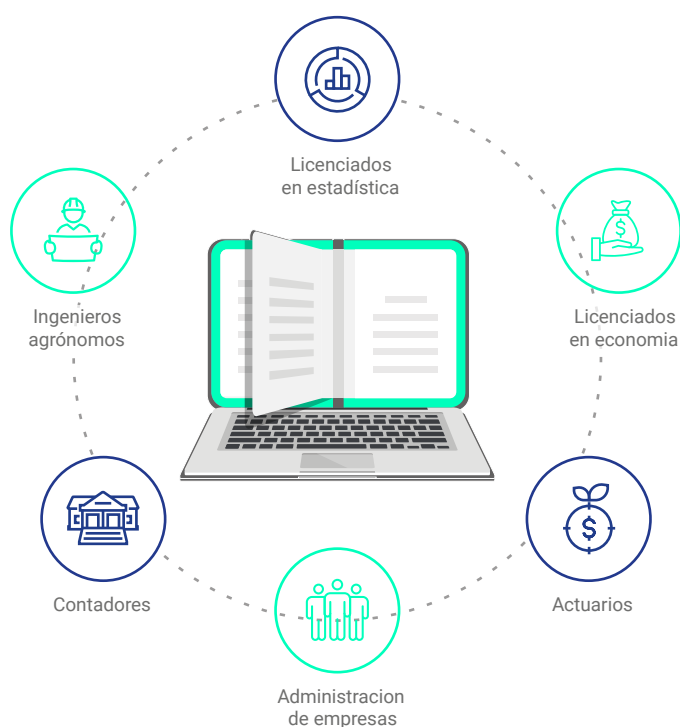 Licenciados
en estadística
Ingenieros
agrónomos
$
Licenciados
en economia
Contadores
$
Actuarios
Administracion
de empresas